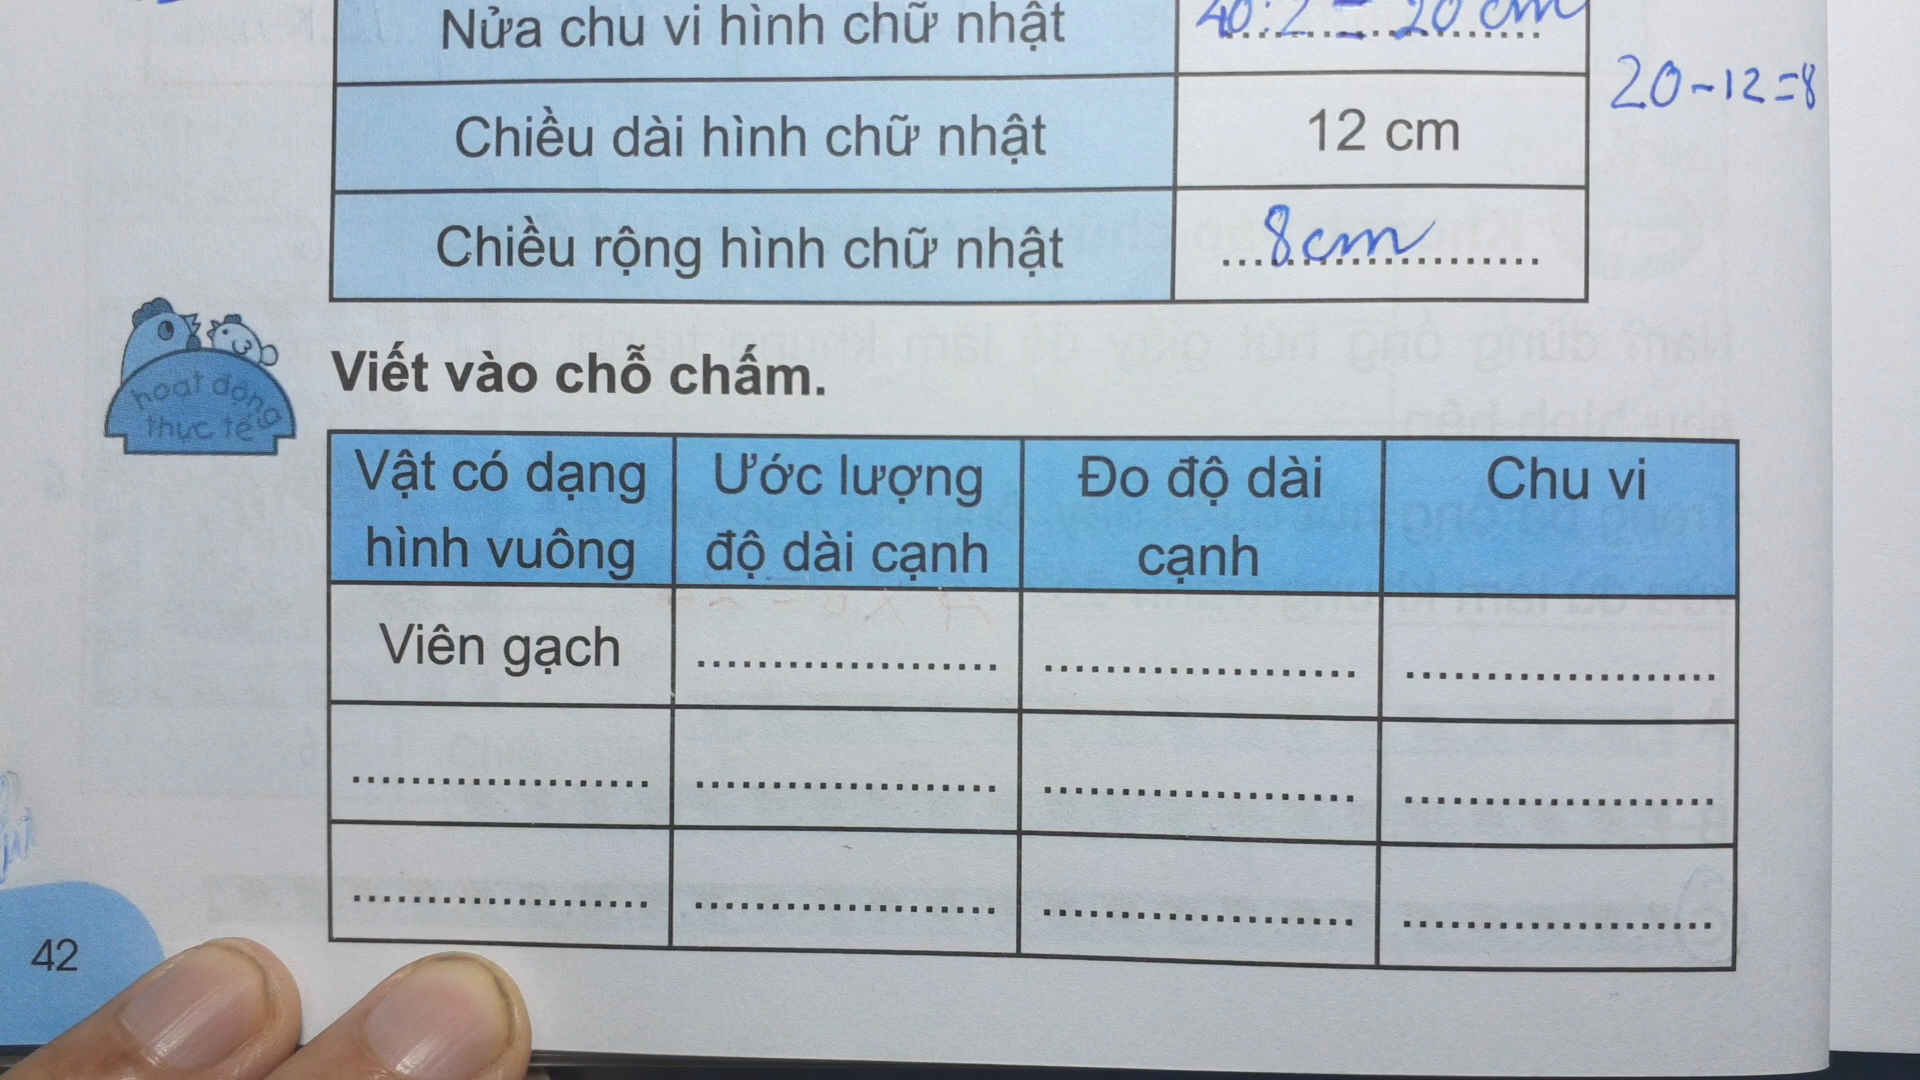 Nửa chu vi hình chữ nhật 40:2 = 20 cm
20-12=8
Chiều dài hình chữ nhật 12 cm
Chiều rộng hình chữ nhật 8cm
hoạt động
thực tế
Viết vào chỗ chấm.
Vật có dạng hình vuông Ước lượng độ dài cạnh Đo độ dài cạnh Chu vi
Viên gạch .................... .................... ....................
.................... .................... .................... ....................
.................... .................... .................... ....................
42